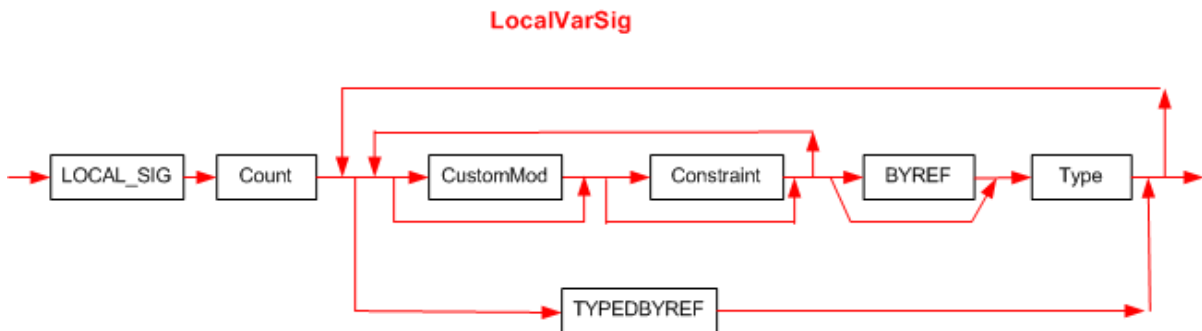 LocalVarSig
LOCAL_SIG
Count
CustomMod
Constraint
BYREF
Type
TYPEDBYREF